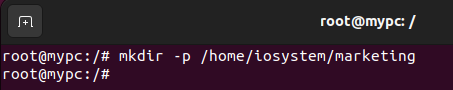 root@mypc: /
root@mypc:/# mkdir -p /home/iosystem/marketing
root@mypc:/#